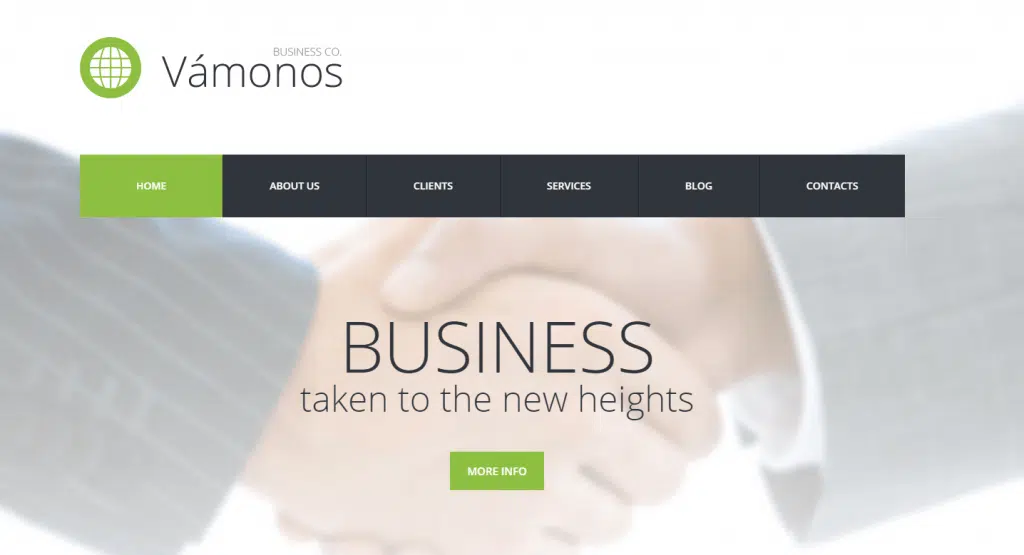 BUSINESS CO.
Vámonos
HOME ABOUT US CLIENTS SERVICES BLOG CONTACTS
BUSINESS
taken to the new heights
MORE INFO